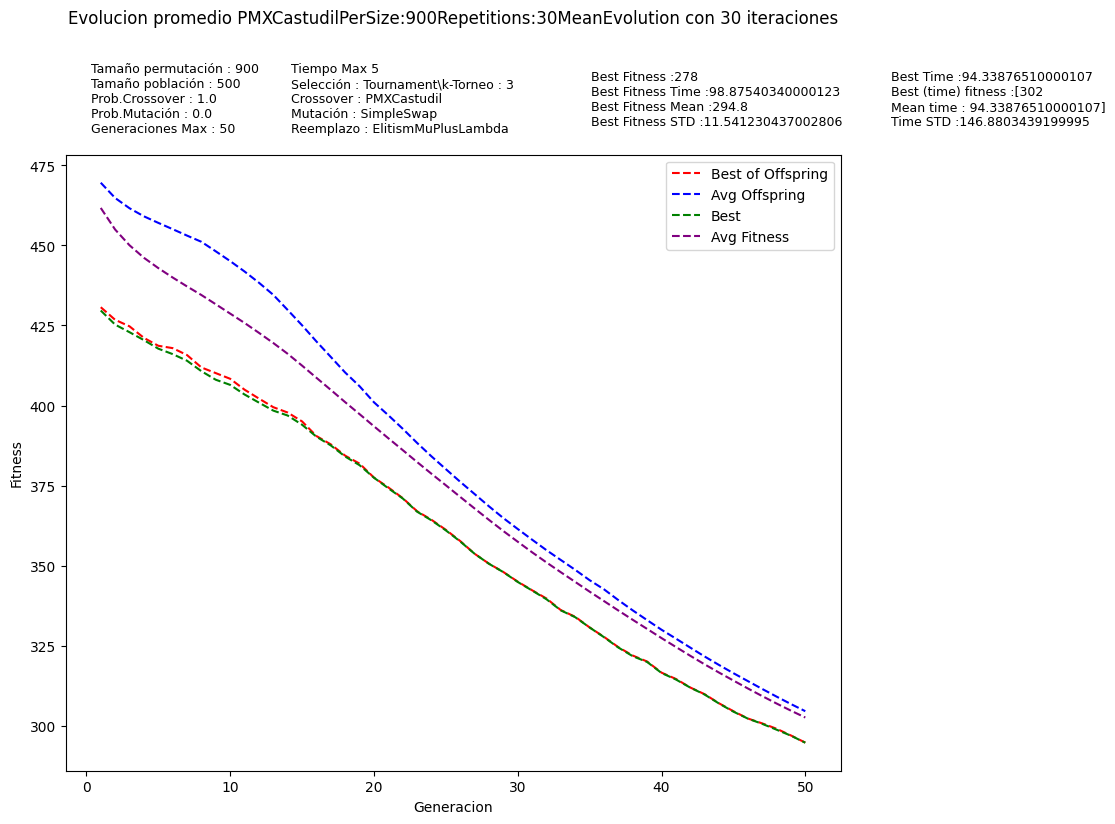 Evolucion promedio PMXCastudilPerSize:900Repetitions:30MeanEvolution con 30 iteraciones
Tamaño permutación : 900
Tamaño población : 500
Prob.Crossover : 1.0
Prob.Mutación : 0.0
Generaciones Max : 50
Tiempo Max 5
Selección : Tournament\k-Torneo : 3
Crossover : PMXCastudil
Mutación : SimpleSwap
Reemplazo : ElitismMuPlusLambda
Best Fitness :278
Best Fitness Time :98.87540340000123
Best Fitness Mean :294.8
Best Fitness STD :11.541230437002806
Best Time :94.33876510000107
Best (time) fitness :[302
Mean time : 94.33876510000107]
Time STD :146.8803439199995
Best of Offspring
Avg Offspring
Best
Avg Fitness
Fitness
475
450
425
400
375
350
325
300
0
10
20
30
40
50
Generacion